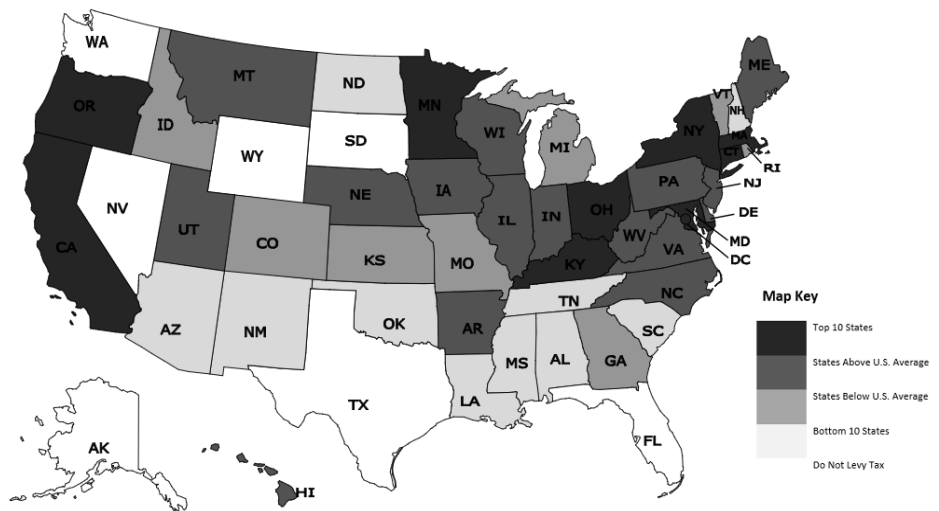 WA
MT
ND
MN
ME
OR
ID
SD
WI
VT
NH
WY
MI
NY
MA
CT
RI
NV
NE
IA
PA
NJ
UT
CO
IL
IN
OH
DE
CA
KS
MO
WV
VA
MD
KY
DC
NC
AZ
NM
OK
AR
TN
SC
MS
AL
GA
TX
LA
AK
FL
HI
Map Key
Top 10 States
States Above U.S. Average
States Below U.S. Average
Bottom 10 States
Do Not Levy Tax